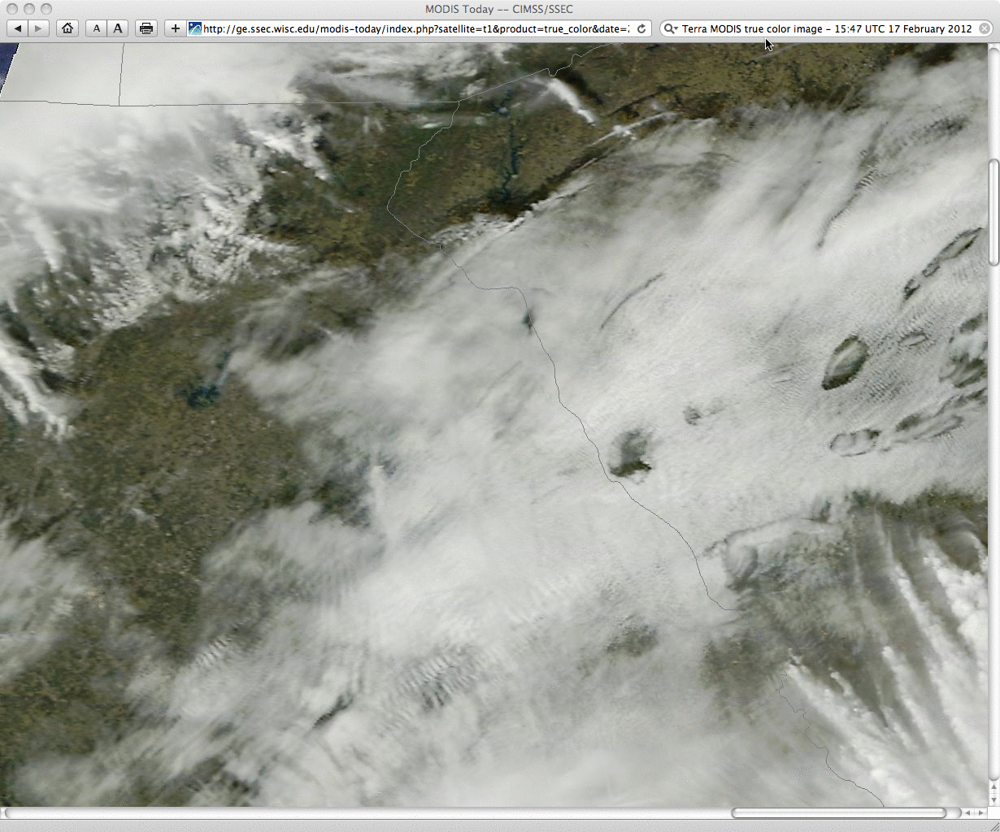 MODIS Today -- CIMSS/SSEC
A A + http://ge.ssec.wisc.edu/modis-today/index.php?satellite=t1&product=true_color&date= Terra MODIS true color image - 15:47 UTC 17 February 2012